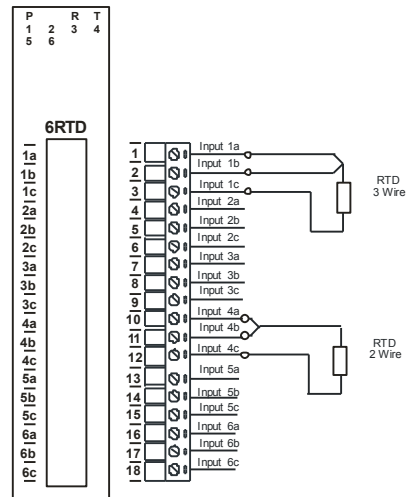 P R T
1 2 3 4
5 6
6RTD
1a
1b
1c
2a
2b
2c
3a
3b
3c
4a
4b
4c
5a
5b
5c
6a
6b
6c
1 Input 1a
2 Input 1b
3 Input 1c
4 Input 2a
5 Input 2b
6 Input 2c
7 Input 3a
8 Input 3b
9 Input 3c
10 Input 4a
11 Input 4b
12 Input 4c
13 Input 5a
14 Input 5b
15 Input 5c
16 Input 6a
17 Input 6b
18 Input 6c
RTD
3 Wire
RTD
2 Wire